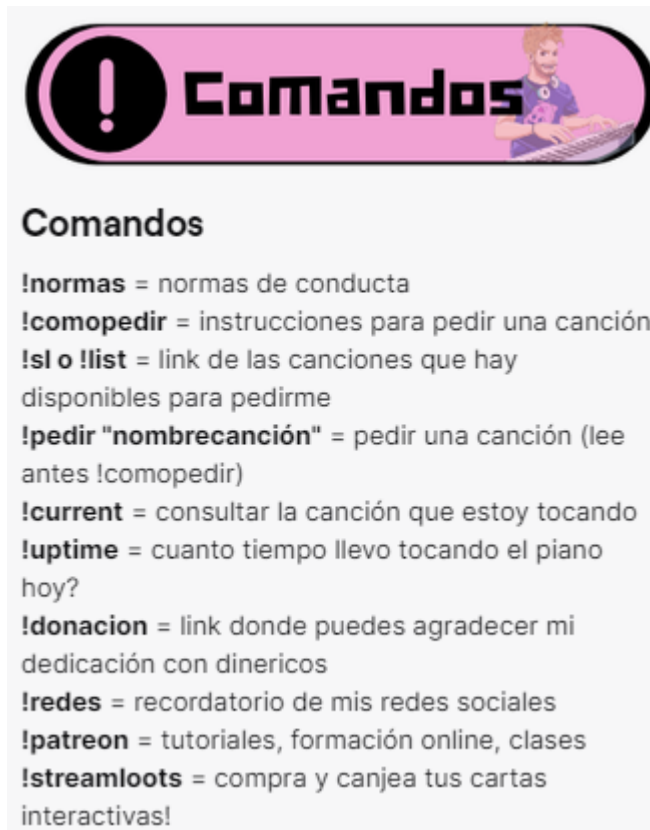 Comandos
Comandos
!normas = normas de conducta
!comopedir = instrucciones para pedir una canción
!sl o !list = link de las canciones que hay
disponibles para pedirme
!pedir "nombrecanción" = pedir una canción (lee
antes !comopedir)
!current = consultar la canción que estoy tocando
!uptime = cuanto tiempo llevo tocando el piano
hoy?
!donacion = link donde puedes agradecer mi
dedicación con dinericos
!redes = recordatorio de mis redes sociales
!patreon = tutoriales, formación online, clases
!streamloots = compra y canjea tus cartas
interactivas!